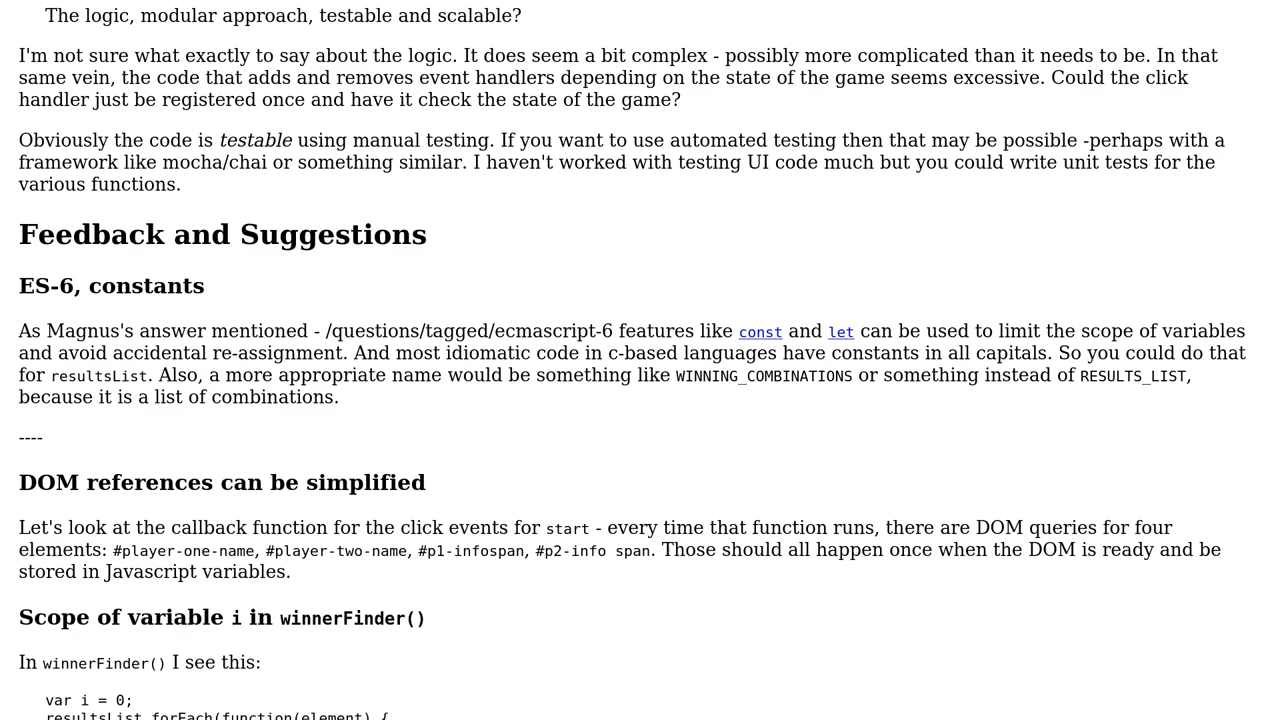 The logic, modular approach, testable and scalable?
I'm not sure what exactly to say about the logic. It does seem a bit complex - possibly more complicated than it needs to be. In that
same vein, the code that adds and removes event handlers depending on the state of the game seems excessive. Could the click
handler just be registered once and have it check the state of the game?
Obviously the code is testable using manual testing. If you want to use automated testing then that may be possible -perhaps with a
framework like mocha/chai or something similar. I haven't worked with testing UI code much but you could write unit tests for the
various functions.
Feedback and Suggestions
ES-6, constants
As Magnus's answer mentioned - /questions/tagged/ecmascript-6 features like const and let can be used to limit the scope of variables
and avoid accidental re-assignment. And most idiomatic code in c-based languages have constants in all capitals. So you could do that
for resultsList. Also, a more appropriate name would be something like WINNING_COMBINATIONS or something instead of RESULTS_LIST,
because it is a list of combinations.
----
DOM references can be simplified
Let's look at the callback function for the click events for start - every time that function runs, there are DOM queries for four
elements: #player-one-name, #player-two-name, #p1-infospan, #p2-info span. Those should all happen once when the DOM is ready and be
stored in Javascript variables.
Scope of variable i in winnerFinder()
In winnerFinder() I see this:
var i = 0;
resultsList.forEach(function(element) {